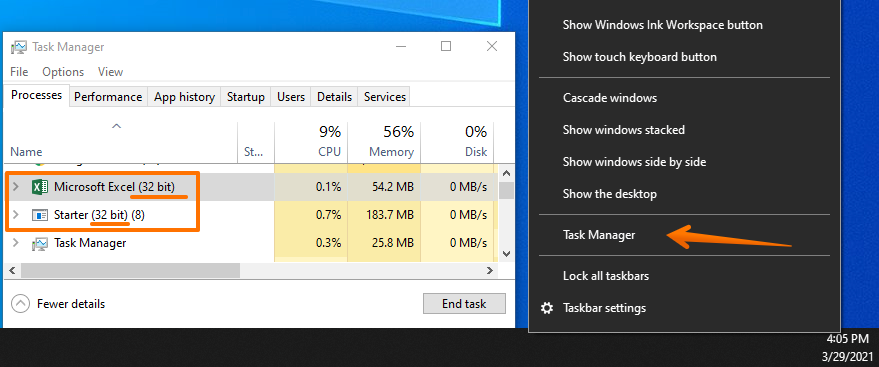 Task Manager
File Options View
Processes Performance App history Startup Users Details Services
9% 56% 0%
Name St... CPU Memory Disk
Microsoft Excel (32 bit) 0.1% 54.2 MB 0 MB/s
Starter (32 bit) (8) 0.7% 183.7 MB 0 MB/s
Task Manager 0.3% 25.8 MB 0 MB/s
Fewer details End task
Show Windows Ink Workspace button
Show touch keyboard button
Cascade windows
Show windows stacked
Show windows side by side
Show the desktop
Task Manager
Lock all taskbars
Taskbar settings
4:05 PM
3/29/2021